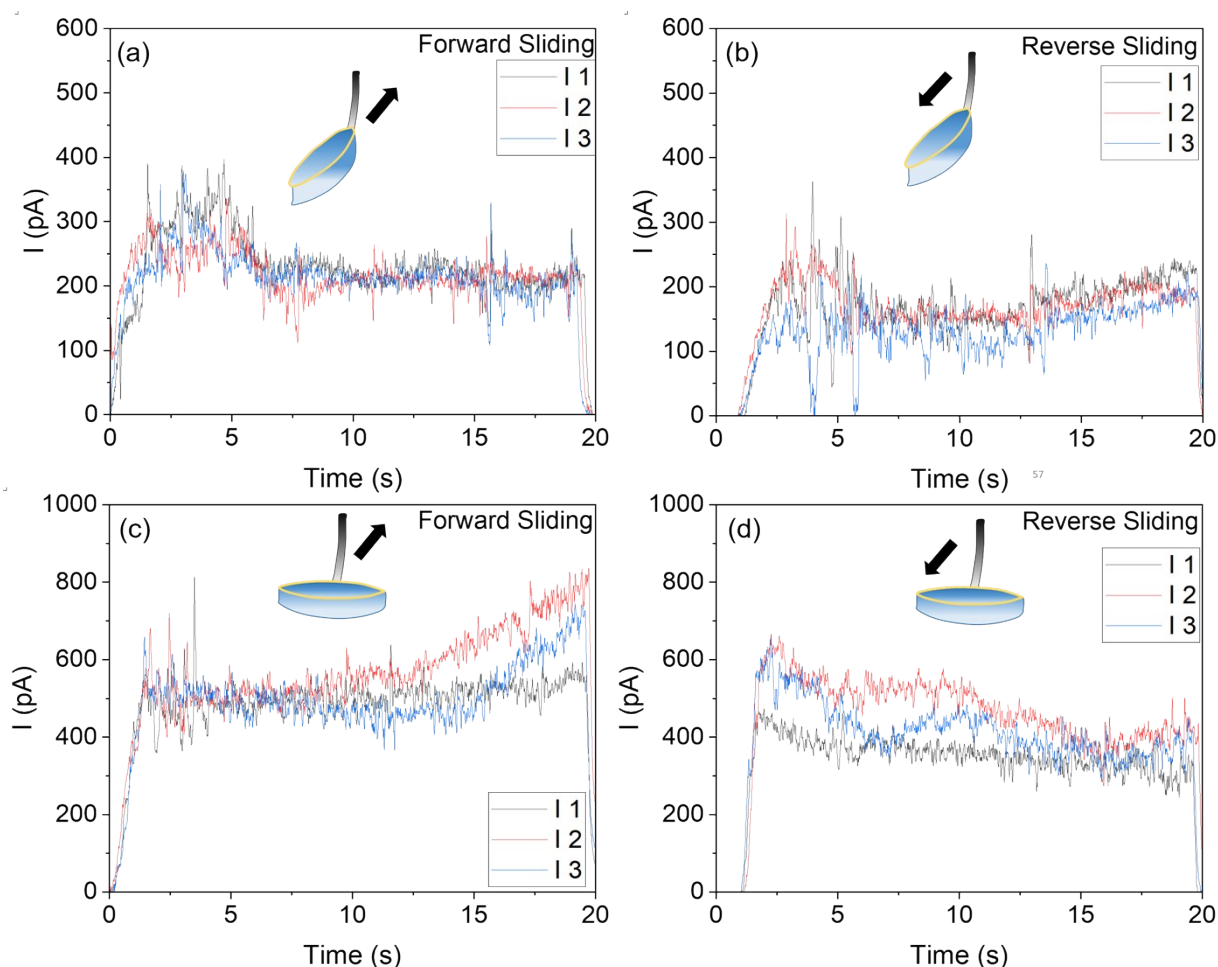 (a)
Forward Sliding
I 1
I 2
I 3
600
500
400
300
200
100
0
I (pA)
0
5
10
15
20
Time (s)
(b)
Reverse Sliding
I 1
I 2
I 3
600
500
400
300
200
100
0
I (pA)
0
5
10
15
20
Time (s)
57
(c)
Forward Sliding
1000
800
600
400
200
0
I (pA)
I 1
I 2
I 3
0
5
10
15
20
Time (s)
(d)
Reverse Sliding
I 1
I 2
I 3
1000
800
600
400
200
0
I (pA)
0
5
10
15
20
Time (s)